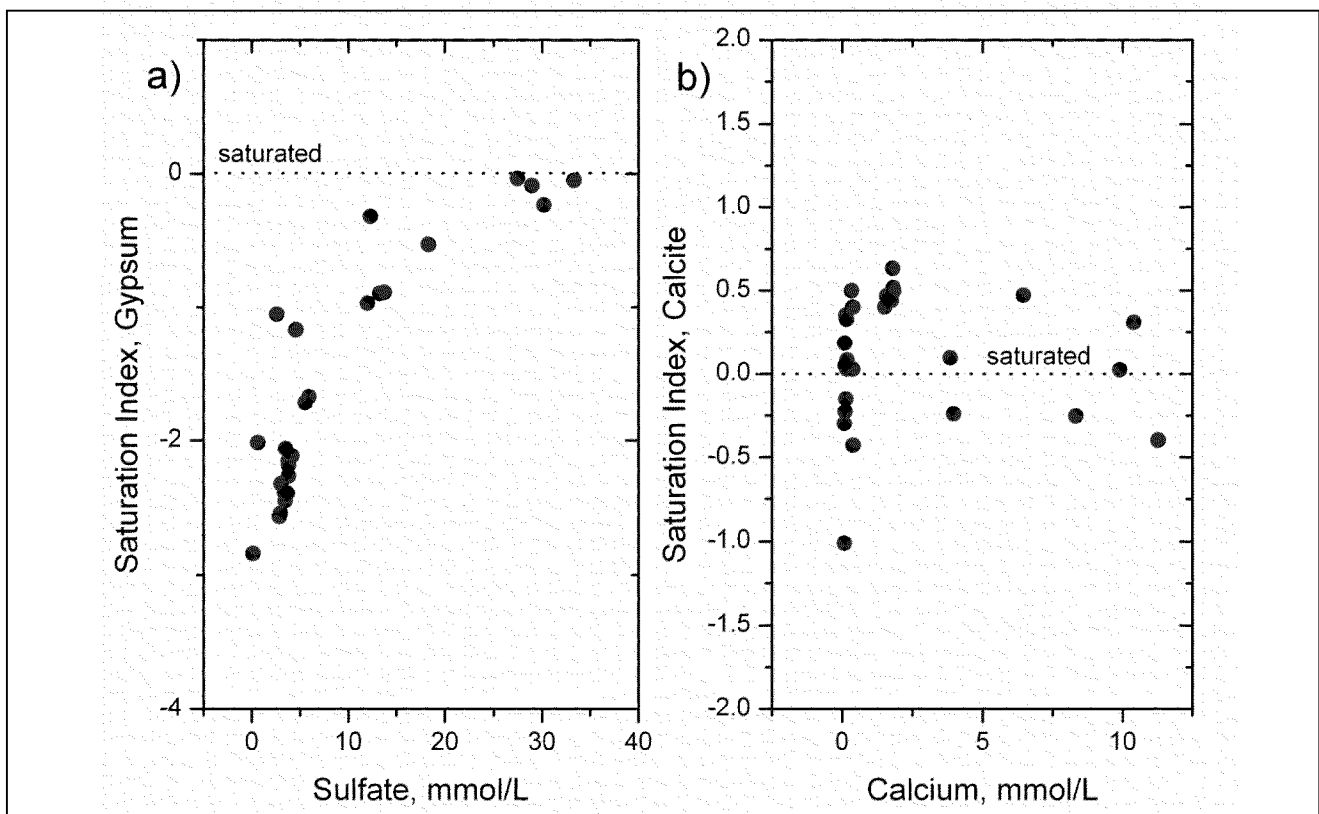 a)
saturated
0
-2
-4
0
10
20
30
40
Saturation Index, Gypsum
Sulfate, mmol/L
b)
2.0
1.5
1.0
0.5
0.0
-0.5
-1.0
-1.5
-2.0
saturated
0
5
10
Saturation Index, Calcite
Calcium, mmol/L